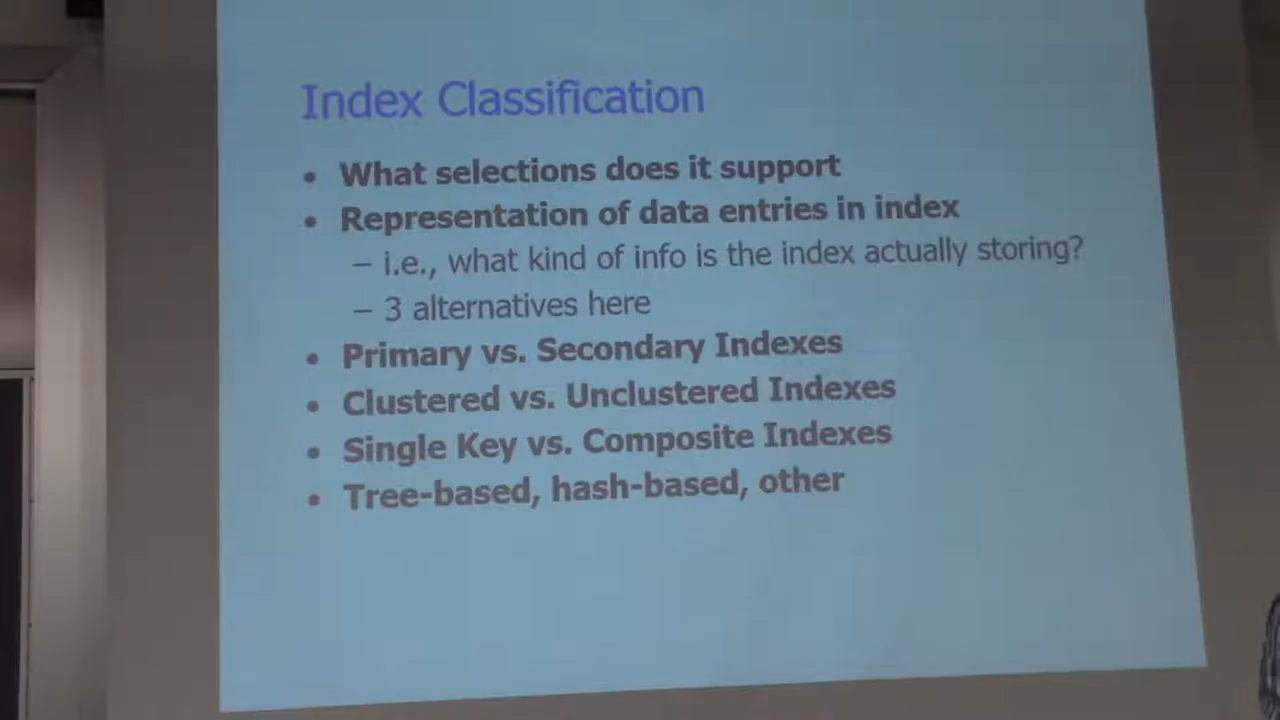 Index Classification
• What selections does it support
• Representation of data entries in index
– i.e., what kind of info is the index actually storing?
– 3 alternatives here
• Primary vs. Secondary Indexes
• Clustered vs. Unclustered Indexes
• Single Key vs. Composite Indexes
• Tree-based, hash-based, other